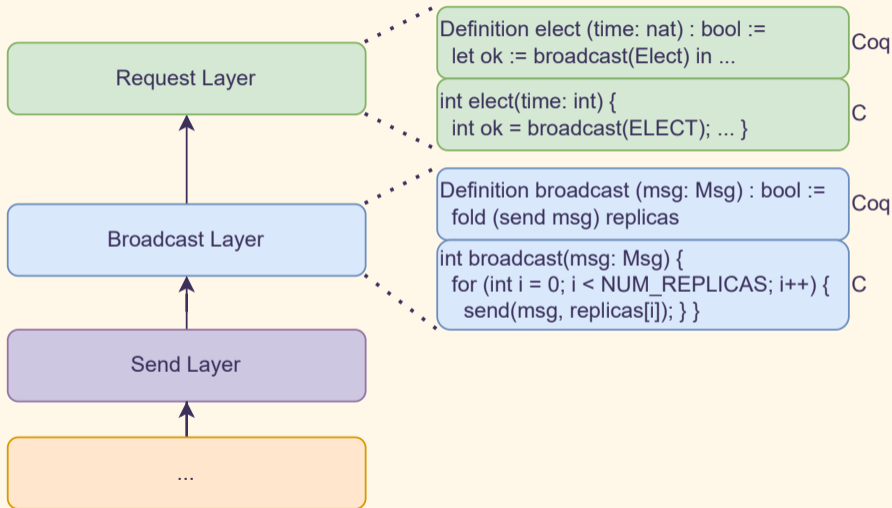 Request Layer
Definition elect (time: nat) : bool :=
let ok := broadcast(Elect) in ...
Coq
int elect(time: int) {
int ok = broadcast(ELECT); ... }
C
Broadcast Layer
Definition broadcast (msg: Msg) : bool :=
fold (send msg) replicas
Coq
int broadcast(msg: Msg) {
for (int i = 0; i < NUM_REPLICAS; i++) {
send(msg, replicas[i]); } }
C
Send Layer
...